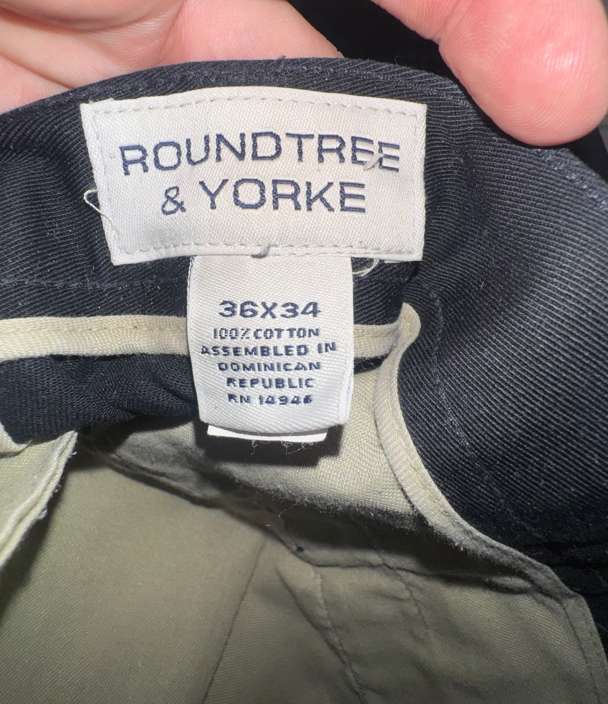 ROUNDTREE
& YORKE
36X34
100% COTTON
ASSEMBLED IN
DOMINICAN
REPUBLIC
RN 14946